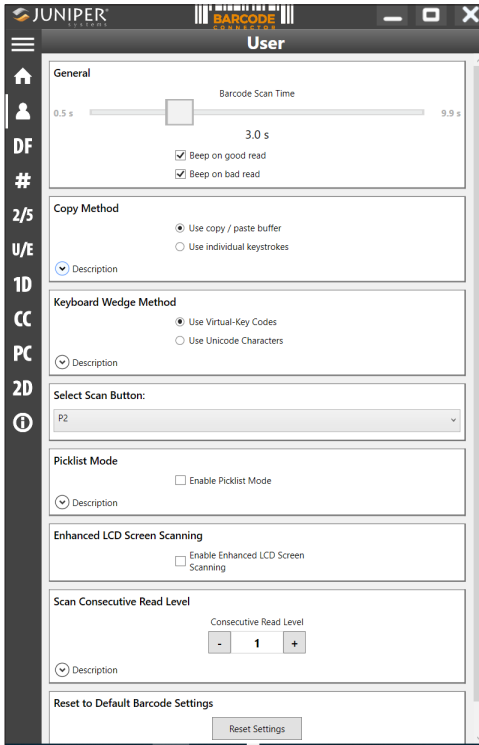 JUNIPER®
systems
BARCODE
CONNECTOR
User
DF
#
2/5
U/E
1D
CC
PC
2D
General
Barcode Scan Time
0.5 s
9.9 s
3.0 s
Beep on good read
Beep on bad read
Copy Method
Use copy / paste buffer
Use individual keystrokes
Description
Keyboard Wedge Method
Use Virtual-Key Codes
Use Unicode Characters
Description
Select Scan Button:
P2
Picklist Mode
Enable Picklist Mode
Description
Enhanced LCD Screen Scanning
Enable Enhanced LCD Screen
Scanning
Scan Consecutive Read Level
Consecutive Read Level
- 1 +
Description
Reset to Default Barcode Settings
Reset Settings